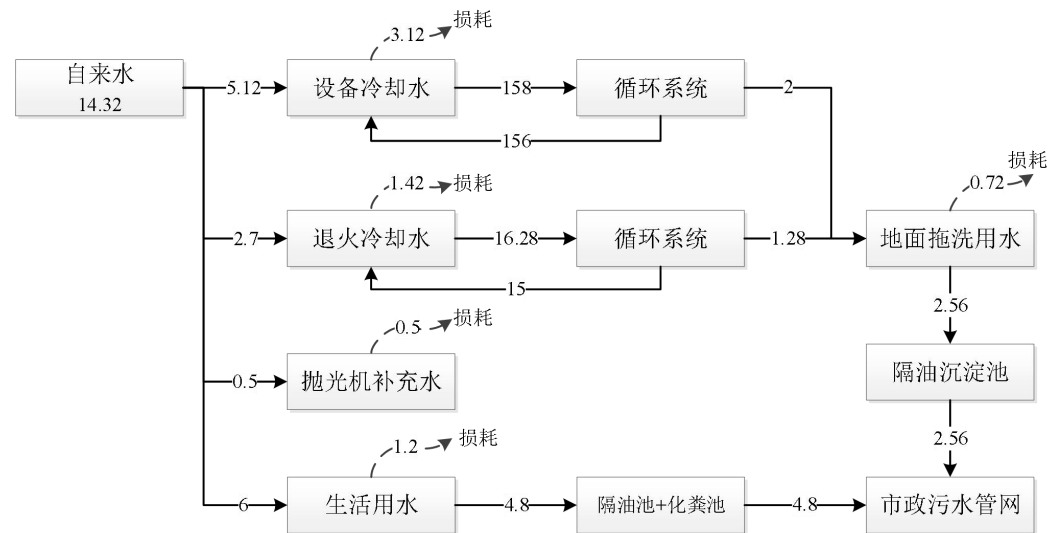 损耗
3.12
自来水
14.32
5.12
设备冷却水
158
循环系统
2
156
损耗
1.42
损耗
0.72
2.7
退火冷却水
16.28
循环系统
1.28
地面拖洗用水
15
2.56
损耗
0.5
0.5
抛光机补充水
隔油沉淀池
2.56
损耗
1.2
6
生活用水
4.8
隔油池+化粪池
4.8
市政污水管网